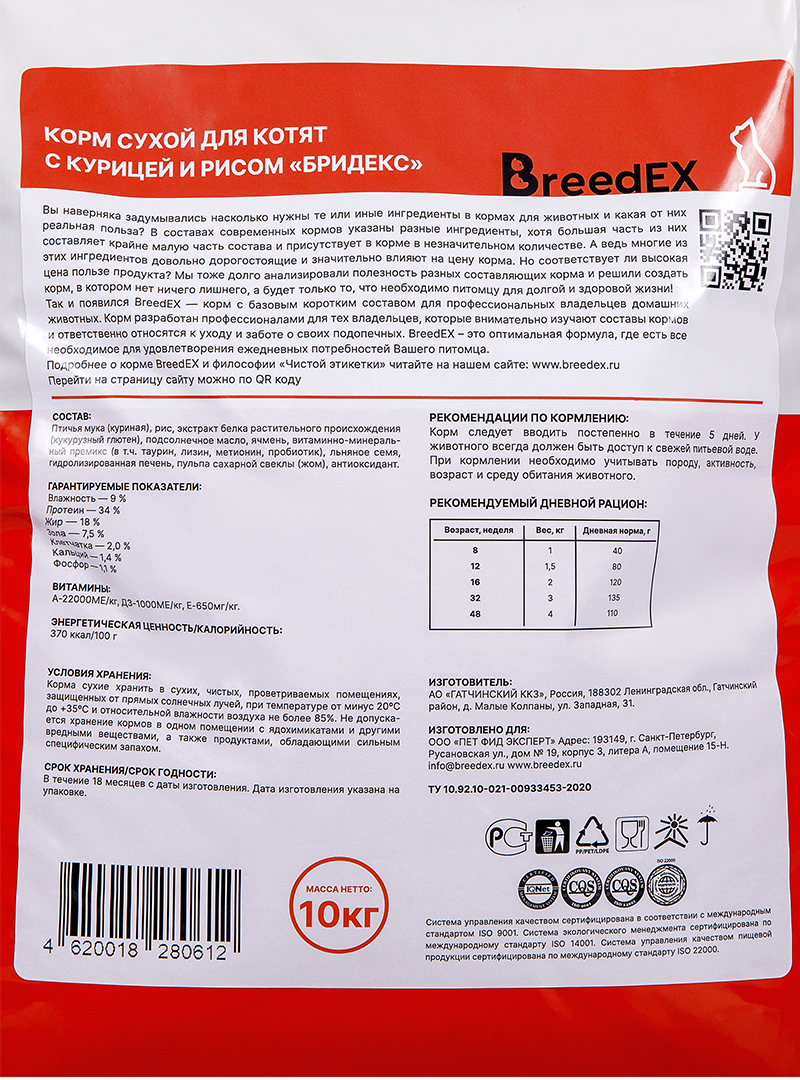 КОРМ СУХОЙ ДЛЯ КОТЯТ
С КУРИЦЕЙ И РИСОМ «БРИДЕКС»
BreedEX
Вы наверняка задумывались насколько нужны те или иные ингредиенты в кормах для животных и какая от них
реальная польза? В составах современных кормов указаны разные ингредиенты, хотя большая часть из них
составляет крайне малую часть состава и присутствует в корме в незначительном количестве. А ведь многие из
этих ингредиентов довольно дорогостоящие и значительно влияют на цену корма. Но соответствует ли высокая
цена пользе продукта? Мы тоже долго анализировали полезность разных составляющих корма и решили создать
корм, в котором нет ничего лишнего, а будет только то, что необходимо питомцу для долгой и здоровой жизни!
Так и появился BreedEX — корм с базовым коротким составом для профессиональных владельцев домашних
животных. Корм разработан профессионалами для тех владельцев, которые внимательно изучают составы кормов
и ответственно относятся к уходу и заботе о своих подопечных. BreedEX – это оптимальная формула, где есть все
необходимое для удовлетворения ежедневных потребностей Вашего питомца.
Подробнее о корме BreedEX и философии «Чистой этикетки» читайте на нашем сайте: www.breedex.ru
Перейти на страницу сайту можно по QR коду
СОСТАВ:
Птичья мука (куриная), рис, экстракт белка растительного происхождения
(кукурузный глютен), подсолнечное масло, ячмень, витаминно-минераль-
ный премикс (в т.ч. таурин, лизин, метионин, пробиотик), льняное семя,
гидролизированная печень, пульпа сахарной свеклы (жом), антиоксидант.
ГАРАНТИРУЕМЫЕ ПОКАЗАТЕЛИ:
Влажность — 9 %
Протеин — 34 %
Жир — 18 %
Зола — 7,5 %
Клетчатка — 2,0 %
Кальций — 1,4 %
Фосфор — 1,1 %
ВИТАМИНЫ:
А-22000МЕ/кг, Д3-1000МЕ/кг, Е-650мг/кг.
ЭНЕРГЕТИЧЕСКАЯ ЦЕННОСТЬ/КАЛОРИЙНОСТЬ:
370 ккал/100 г
УСЛОВИЯ ХРАНЕНИЯ:
Корма сухие хранить в сухих, чистых, проветриваемых помещениях,
защищенных от прямых солнечных лучей, при температуре от минус 20°С
до +35°С и относительной влажности воздуха не более 85%. Не допуска-
ется хранение кормов в одном помещении с ядохимикатами и другими
вредными веществами, а также продуктами, обладающими сильным
специфическим запахом.
СРОК ХРАНЕНИЯ/СРОК ГОДНОСТИ:
В течение 18 месяцев с даты изготовления. Дата изготовления указана на
упаковке.
РЕКОМЕНДАЦИИ ПО КОРМЛЕНИЮ:
Корм следует вводить постепенно в течение 5 дней. У
животного всегда должен быть доступ к свежей питьевой воде.
При кормлении необходимо учитывать породу, активность,
возраст и среду обитания животного.
РЕКОМЕНДУЕМЫЙ ДНЕВНОЙ РАЦИОН:
Возраст, неделя Вес, кг Дневная норма, г
8 1 40
12 1,5 80
16 2 120
32 3 135
48 4 110
ИЗГОТОВИТЕЛЬ:
АО «ГАТЧИНСКИЙ ККЗ», Россия, 188302 Ленинградская обл., Гатчинский
район, д. Малые Колпаны, ул. Западная, 31.
ИЗГОТОВЛЕНО ДЛЯ:
ООО «ПЕТ ФИД ЭКСПЕРТ» Адрес: 193149, г. Санкт-Петербург,
Русановская ул., дом № 19, корпус 3, литера А, помещение 15-Н.
info@breedex.ru www.breedex.ru
ТУ 10.92.10-021-00933453-2020
PP/PET/LDPE
ISO 22000
IQNet
CQS
CQS
МАССА НЕТТО:
10кг
4 620018 280612
Система управления качеством сертифицирована в соответствии с международным
стандартом ISO 9001. Система экологического менеджмента сертифицирована по
международному стандарту ISO 14001. Система управления качеством пищевой
продукции сертифицирована по международному стандарту ISO 22000.